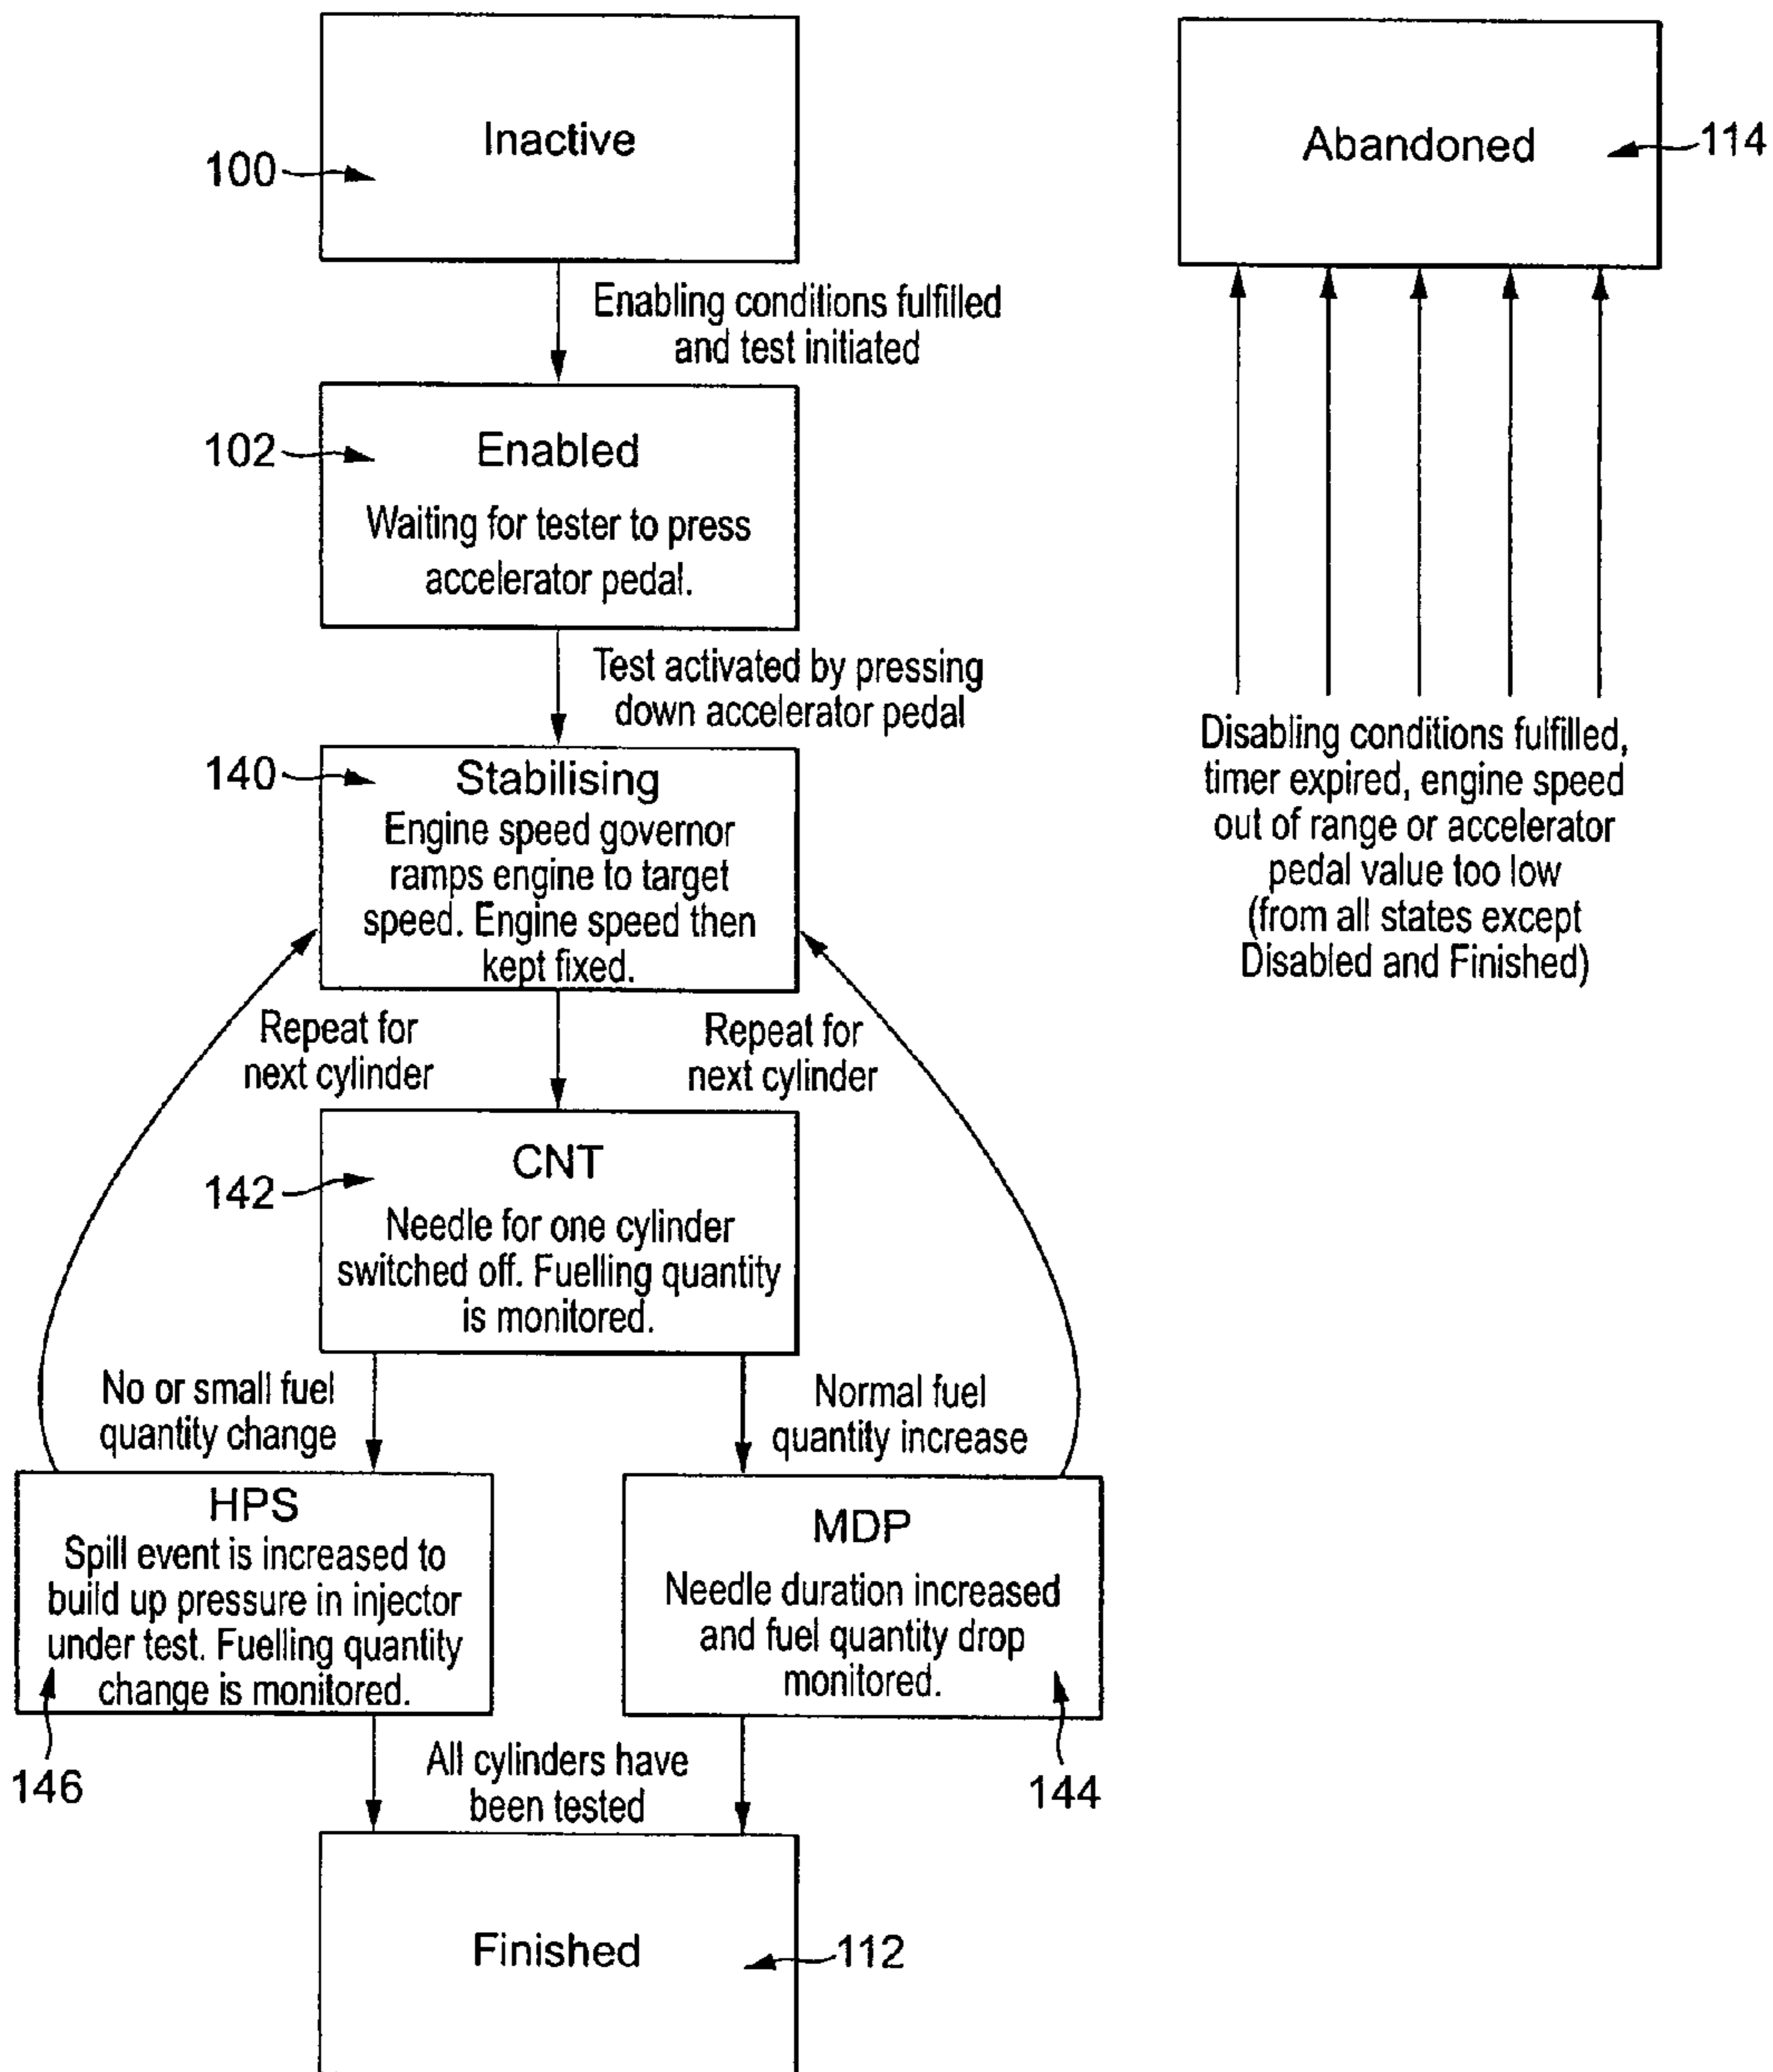 Inactive
100
Abandoned
114
Enabling conditions fulfilled
and test initiated
102
Enabled
Waiting for tester to press
accelerator pedal.
Test activated by pressing
down accelerator pedal
140
Stabilising
Engine speed governor
ramps engine to target
speed. Engine speed then
kept fixed.
Disabling conditions fulfilled,
timer expired, engine speed
out of range or accelerator
pedal value too low
(from all states except
Disabled and Finished)
Repeat for
next cylinder
Repeat for
next cylinder
142
CNT
Needle for one cylinder
switched off. Fuelling quantity
is monitored.
No or small fuel
quantity change
Normal fuel
quantity increase
HPS
Spill event is increased to
build up pressure in injector
under test. Fuelling quantity
change is monitored.
146
MDP
Needle duration increased
and fuel quantity drop
monitored.
144
All cylinders have
been tested
Finished
112